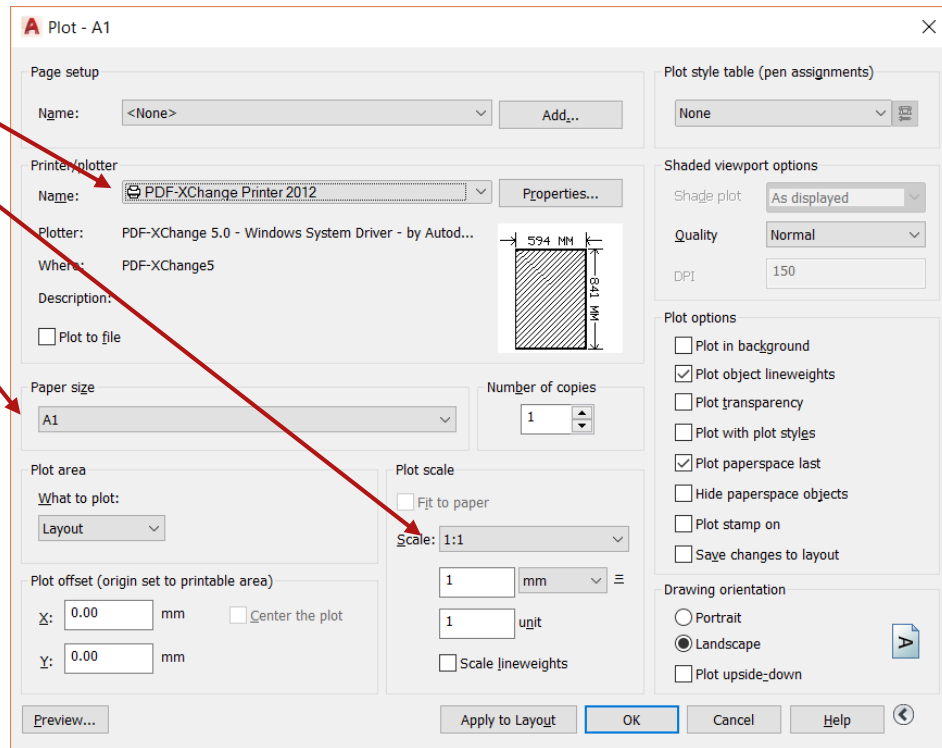 A Plot - A1
Page setup
Name: <None> Add...
Printer/plotter
Name: PDF-XChange Printer 2012 Properties...
Plotter: PDF-XChange 5.0 - Windows System Driver - by Autod...
Where: PDF-XChange5
Description:
Plot to file
594 MM
841 MM
Paper size
A1
Number of copies
1
Plot area
What to plot:
Layout
Plot scale
Fit to paper
Scale: 1:1
1 mm =
1 unit
Scale lineweights
Plot offset (origin set to printable area)
X: 0.00 mm Center the plot
Y: 0.00 mm
Plot style table (pen assignments)
None
Shaded viewport options
Shade plot As displayed
Quality Normal
DPI 150
Plot options
Plot in background
Plot object lineweights
Plot transparency
Plot with plot styles
Plot paperspace last
Hide paperspace objects
Plot stamp on
Save changes to layout
Drawing orientation
Portrait
Landscape
Plot upside-down
A
Preview... Apply to Layout OK Cancel Help